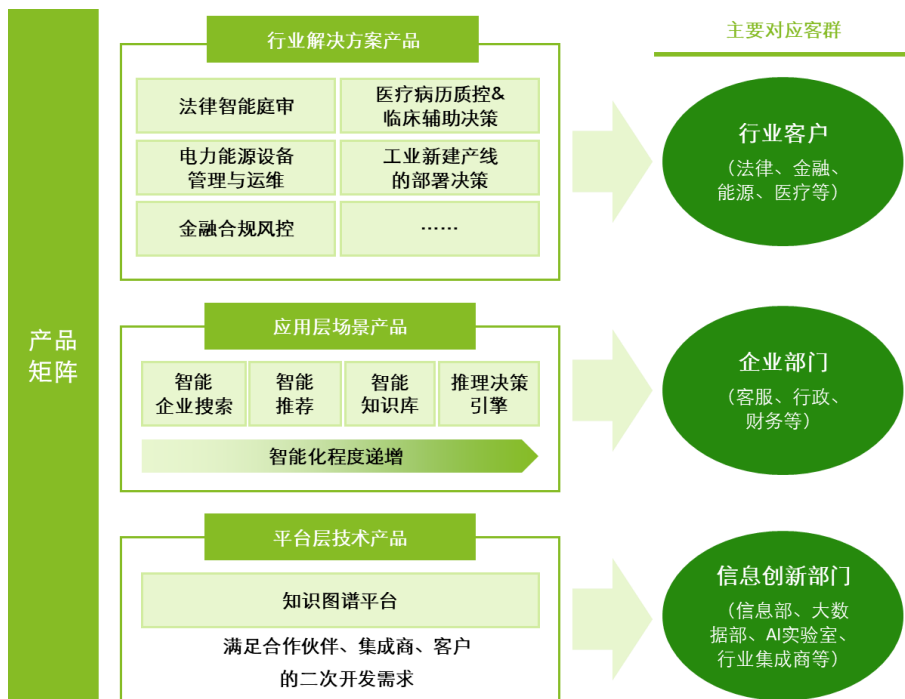 产品
矩阵
行业解决方案产品
法律智能庭审
医疗病历质控&
临床辅助决策
电力能源设备
管理与运维
工业新建产线
的部署决策
金融合规风控
……
主要对应客群
行业客户
（法律、金融、
能源、医疗等）
应用层场景产品
智能
企业搜索
智能
推荐
智能
知识库
推理决策
引擎
智能化程度递增
企业部门
（客服、行政、
财务等）
平台层技术产品
知识图谱平台
满足合作伙伴、集成商、客户
的二次开发需求
信息创新部门
（信息部、大数
据部、AI实验室、
行业集成商等）